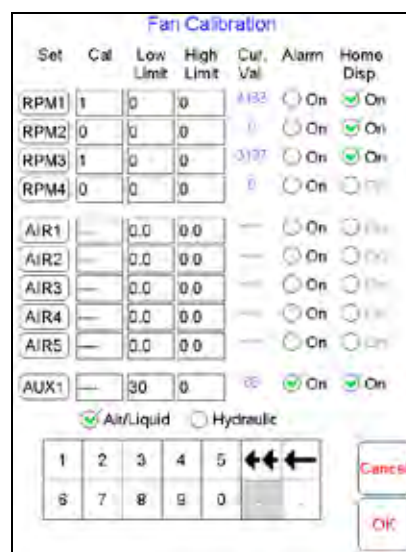 Fan Calibration
Set Cal Low Limit High Limit Cur. Val Alarm Home Disp.
RPM1 1 0 0 On On
RPM2 0 0 0 0 On On
RPM3 1 0 0 On On
RPM4 0 0 0 0 On
AIR1 --- 0.0 0.0 --- On
AIR2 --- 0.0 0.0 --- On
AIR3 --- 0.0 0.0 --- On
AIR4 --- 0.0 0.0 --- On
AIR5 --- 0.0 0.0 --- On
AUX1 --- 30 0 On On
Air/Liquid Hydraulic
1 2 3 4 5
6 7 8 9 0 . .
Cancel
OK